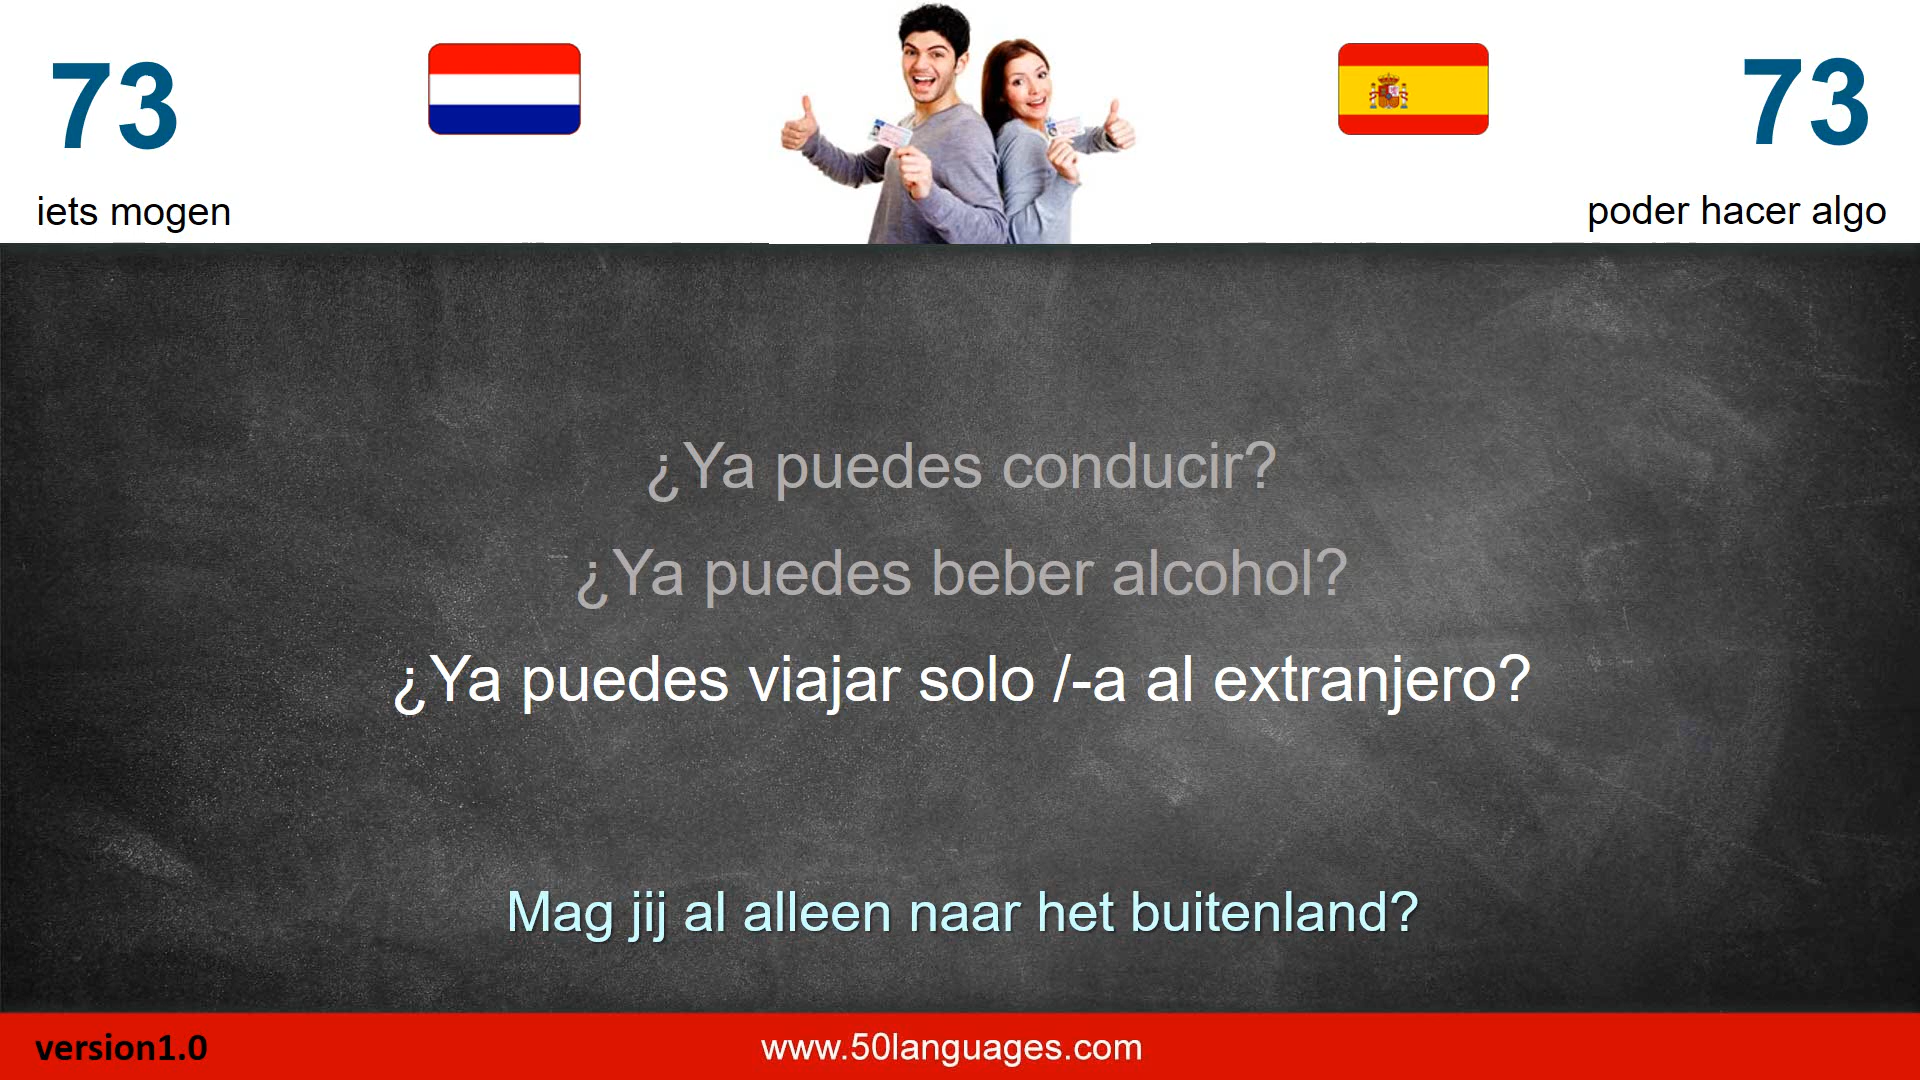 73
73
iets mogen
poder hacer algo
¿Ya puedes conducir?
¿Ya puedes beber alcohol?
¿Ya puedes viajar solo /-a al extranjero?
Mag jij al alleen naar het buitenland?
version1.0
www.50languages.com